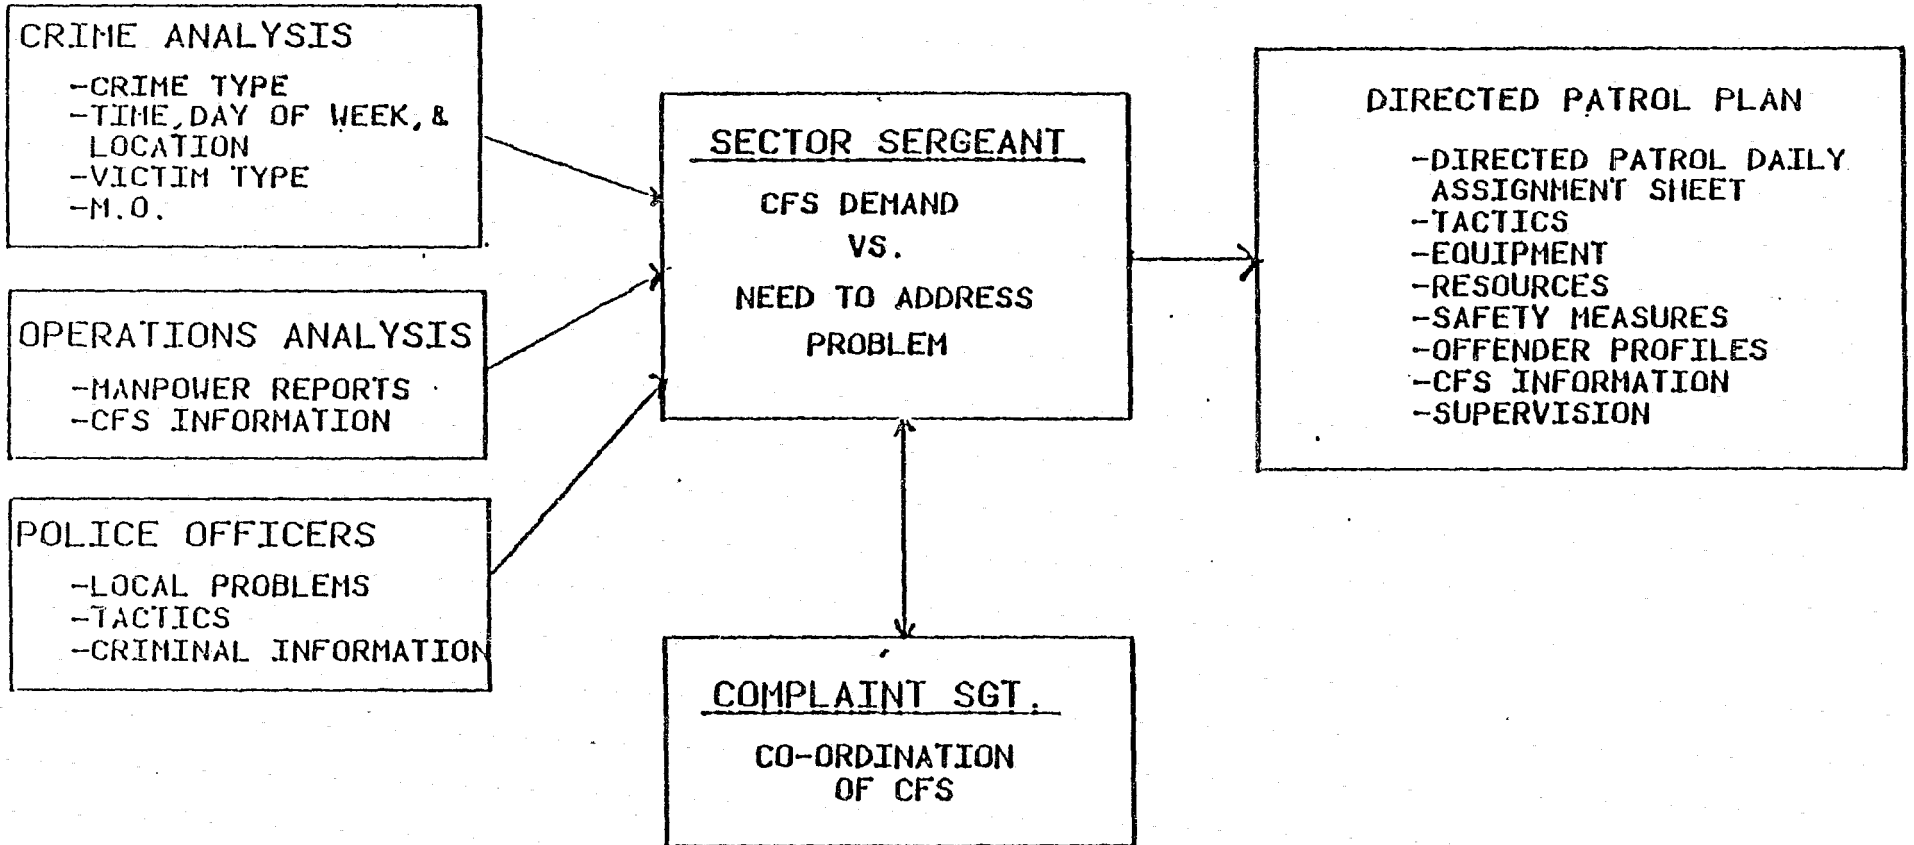 CRIME ANALYSIS
-CRIME TYPE
-TIME, DAY OF WEEK, &
LOCATION
-VICTIM TYPE
-M.O.
OPERATIONS ANALYSIS
-MANPOWER REPORTS
-CFS INFORMATION
POLICE OFFICERS
-LOCAL PROBLEMS
-TACTICS
-CRIMINAL INFORMATION
SECTOR SERGEANT
CFS DEMAND
VS.
NEED TO ADDRESS
PROBLEM
COMPLAINT SGT.
CO-ORDINATION
OF CFS
DIRECTED PATROL PLAN
-DIRECTED PATROL DAILY
ASSIGNMENT SHEET
-TACTICS
-EQUIPMENT
-RESOURCES
-SAFETY MEASURES
-OFFENDER PROFILES
-CFS INFORMATION
-SUPERVISION